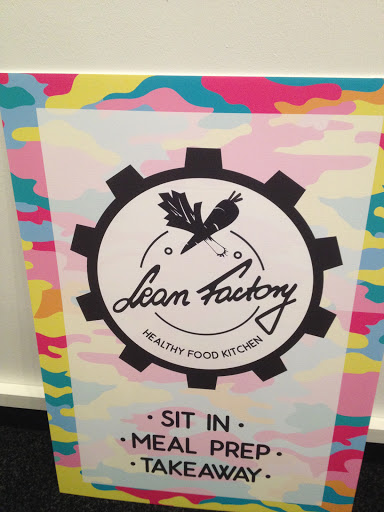 Lean Factory
HEALTHY FOOD KITCHEN
· SIT IN ·
· MEAL PREP ·
· TAKEAWAY ·